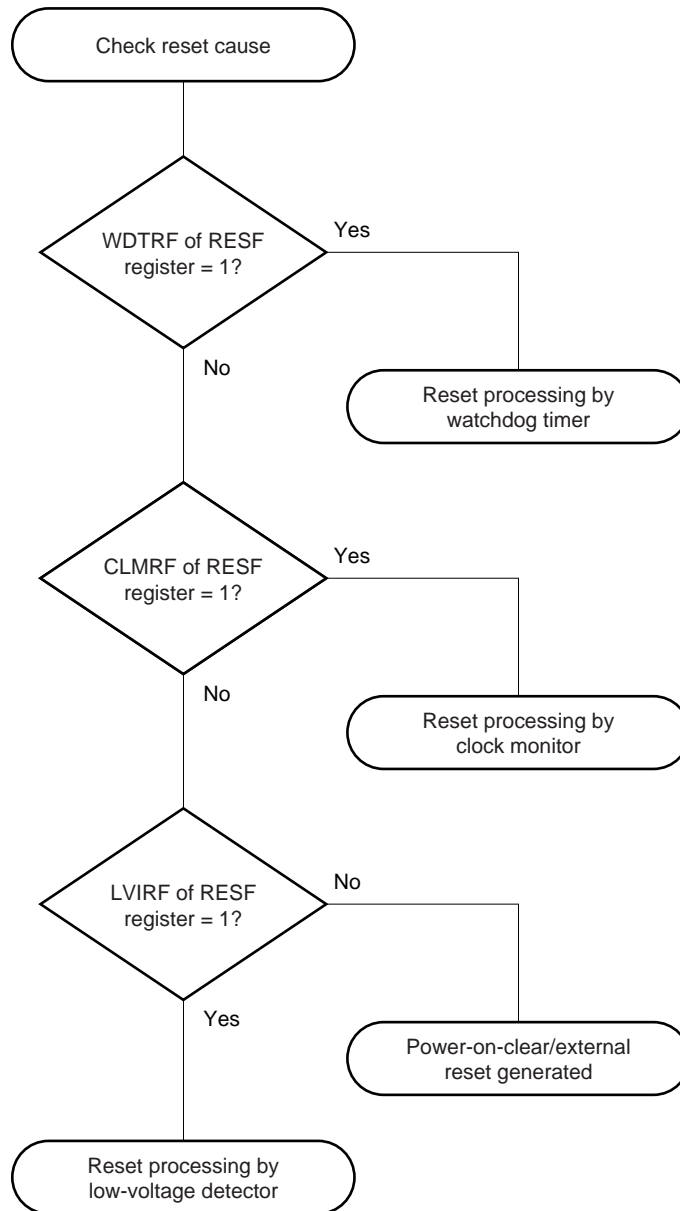 Check reset cause
WDTRF of RESF
register = 1?
Yes
No
Reset processing by
watchdog timer
CLMRF of RESF
register = 1?
Yes
No
Reset processing by
clock monitor
LVIRF of RESF
register = 1?
No
Yes
Power-on-clear/external
reset generated
Reset processing by
low-voltage detector